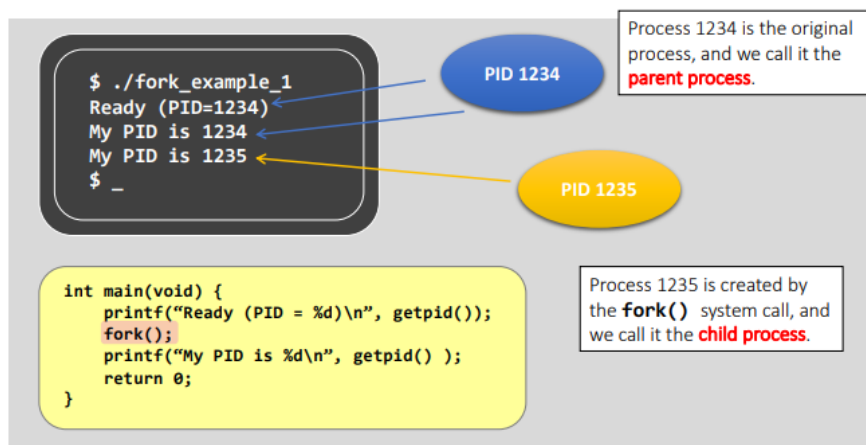 $ ./fork_example_1
Ready (PID=1234)
My PID is 1234
My PID is 1235
$ _
PID 1234
Process 1234 is the original
process, and we call it the
parent process.
PID 1235
int main(void) {
printf(“Ready (PID = %d)\n”, getpid());
fork();
printf(“My PID is %d\n”, getpid() );
return 0;
}
Process 1235 is created by
the fork() system call, and
we call it the child process.